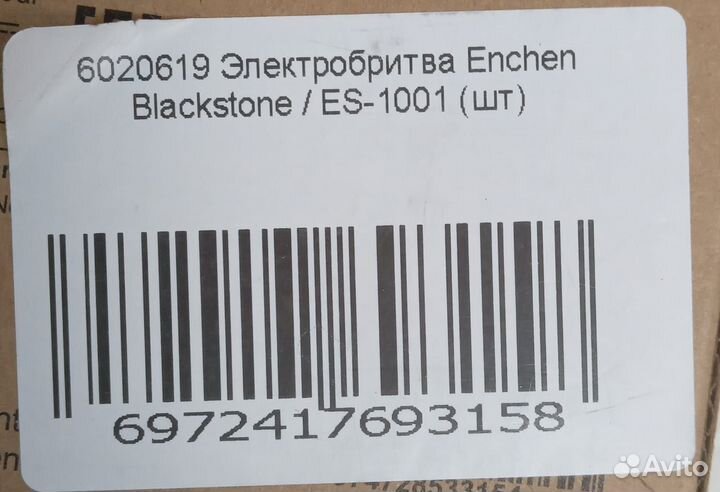 6020619 Электробритва Enchen
Blackstone / ES-1001 (шт)
6972417693158
Avito